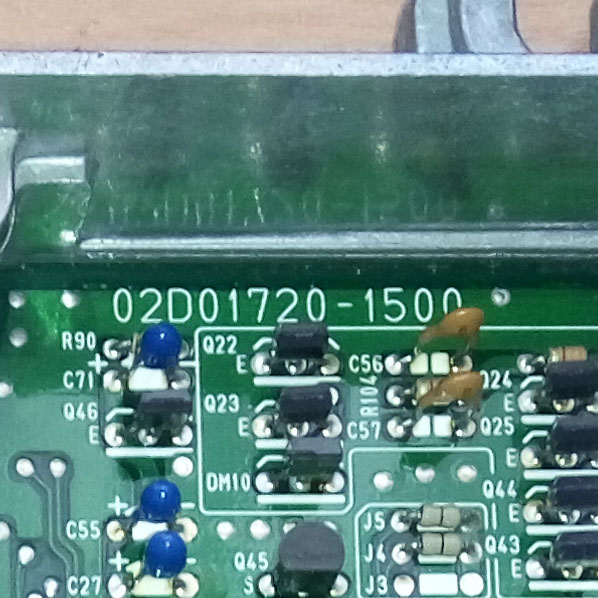 02D01720-1500
R90
+
C71
Q46
E
Q22
E
Q23
E
DM10
C56
R104
C57
Q24
E
Q25
E
Q44
E
Q43
E
+
C55
+
C27
Q45
S
J5
J4
J3